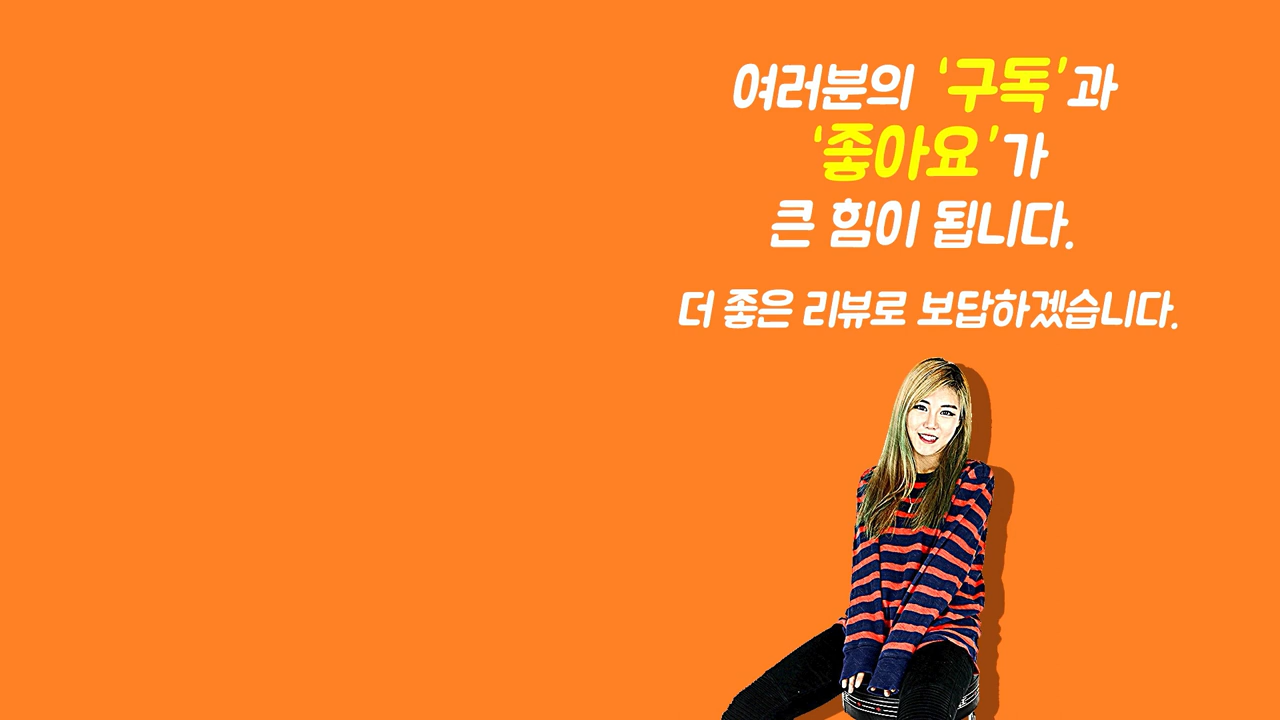 여러분의 ‘구독’과
‘좋아요’가
큰 힘이 됩니다.
더 좋은 리뷰로 보답하겠습니다.